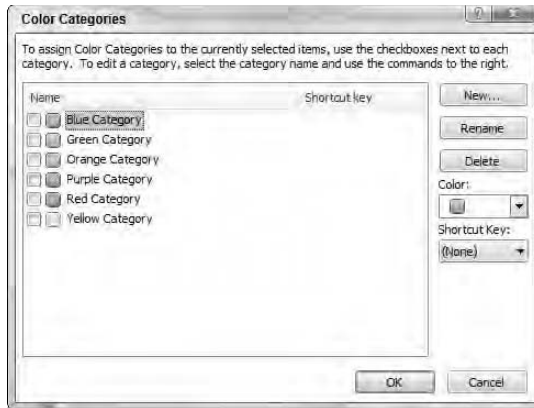 Color Categories
To assign Color Categories to the currently selected items, use the checkboxes next to each
category. To edit a category, select the category name and use the commands to the right.
Name Shortcut key
Blue Category
Green Category
Orange Category
Purple Category
Red Category
Yellow Category
New...
Rename
Delete
Color:
Shortcut Key:
(None)
OK Cancel